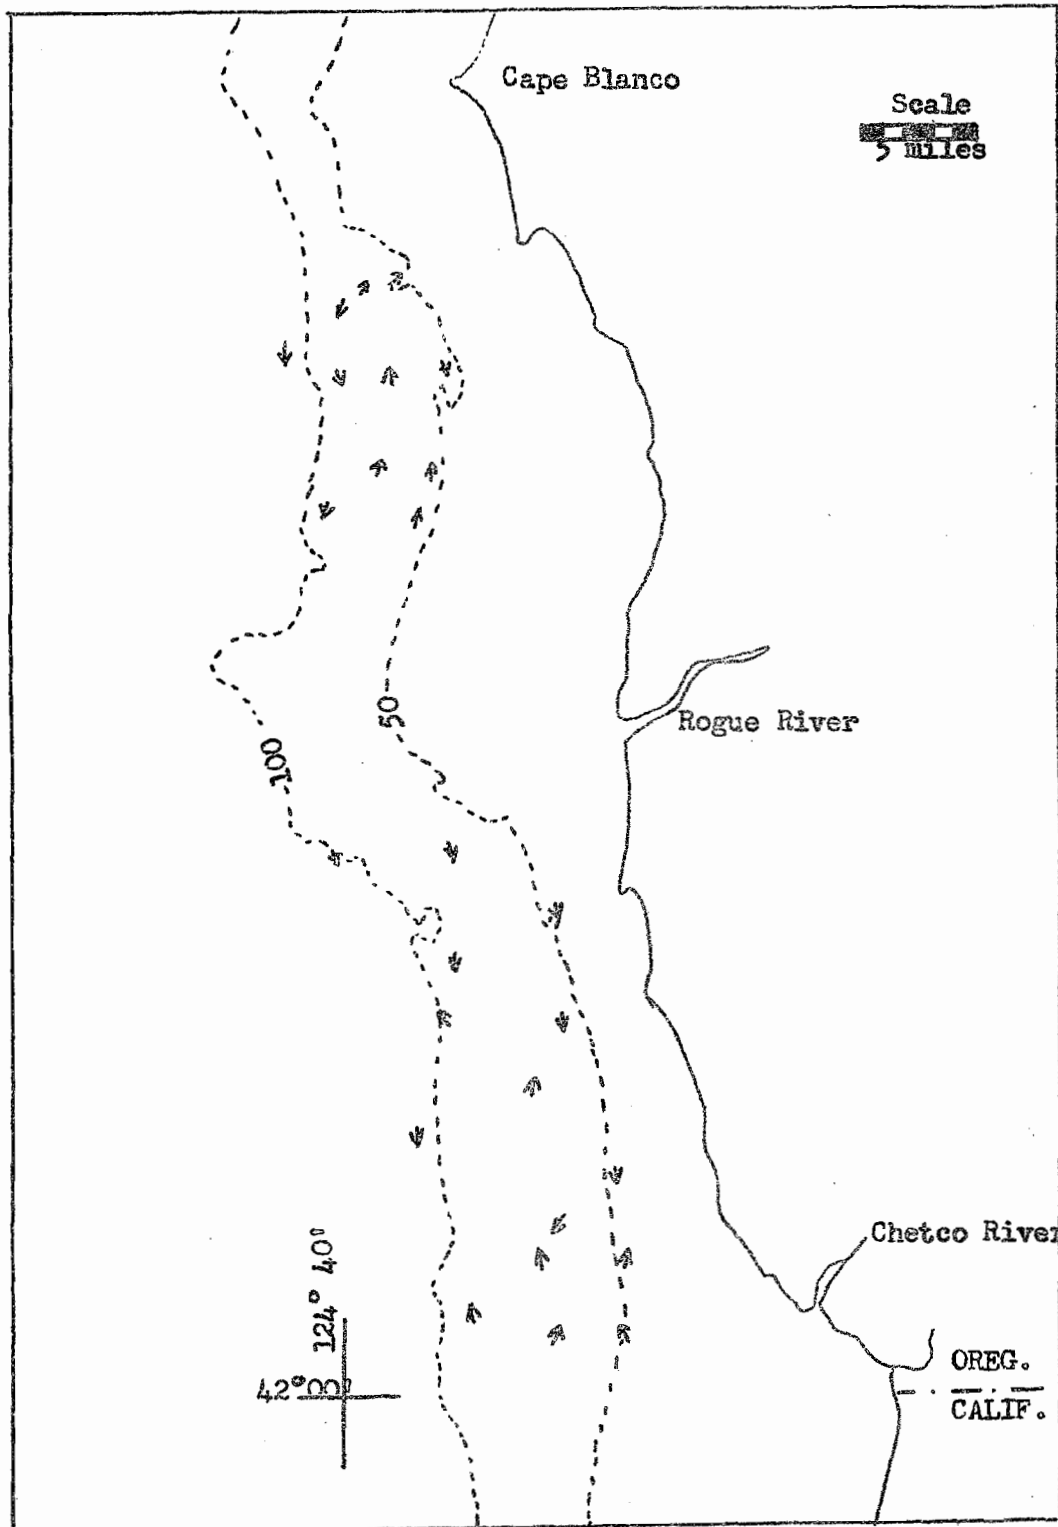 Cape Blanco
Scale
5 miles
50
100
Rogue River
Chetco River
124° 40'
42°00'
OREG.
CALIF.